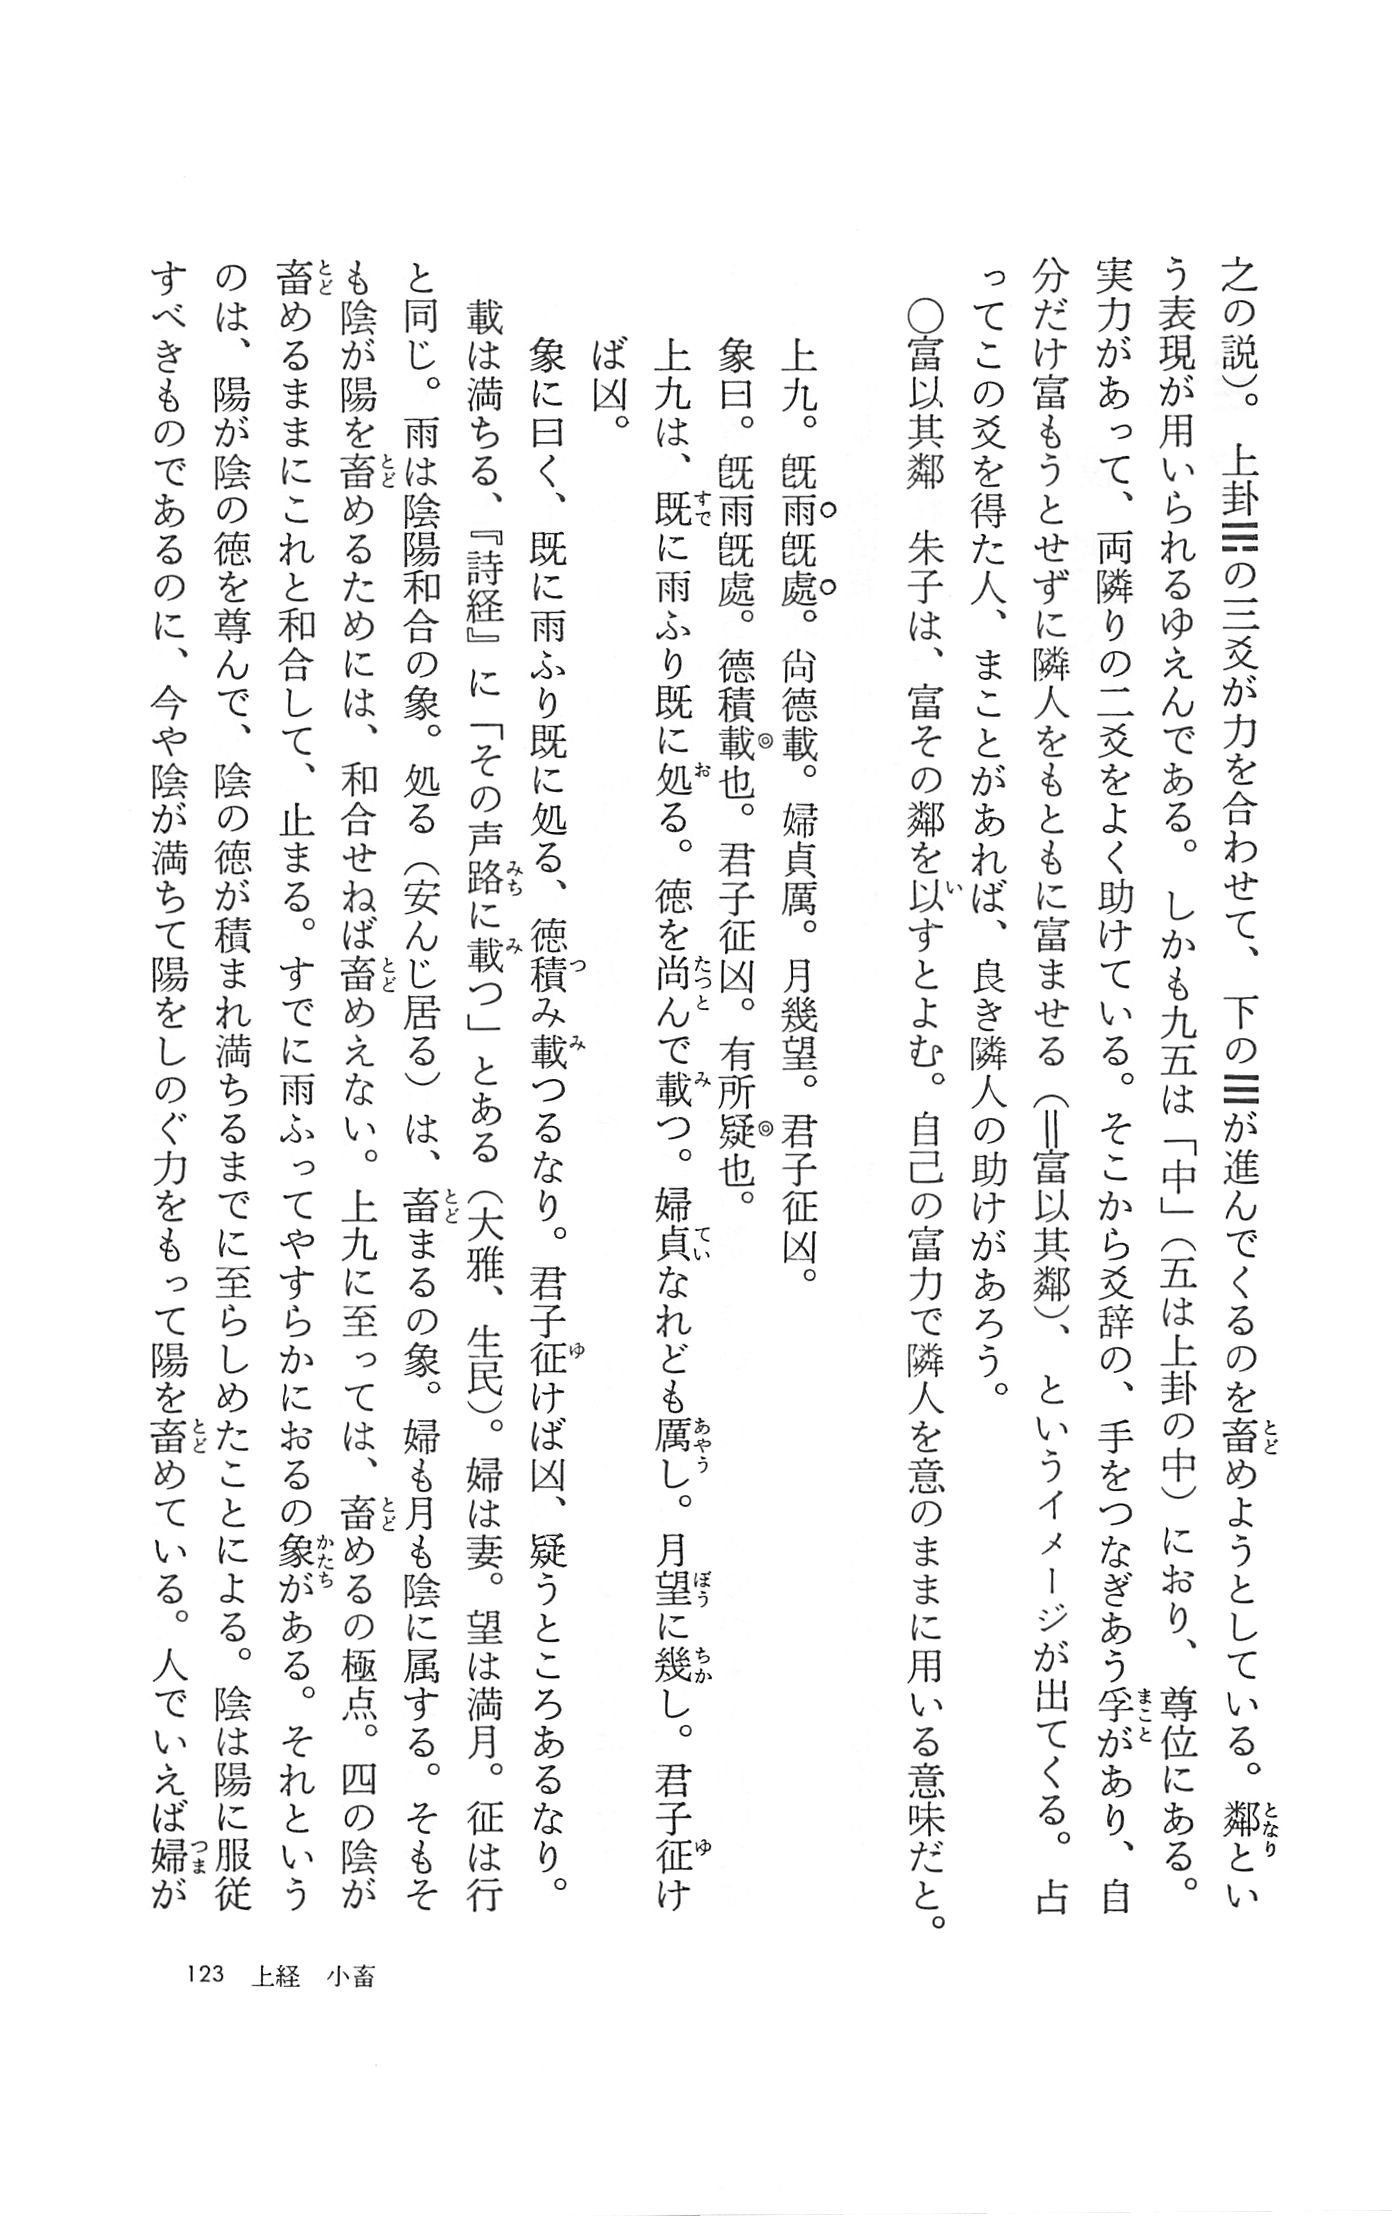 之の説）。　上卦☴の三爻が力を合わせて、　下の☰が進んでくるのを畜めようとしている。鄰とい
う表現が用いられるゆえんである。　しかも九五は「中」（五は上卦の中）におり、　尊位にある。
実力があって、両隣りの二爻をよく助けている。そこから爻辞の、手をつなぎあう孚があり、自
分だけ富もうとせずに隣人をもともに富ませる（＝富以其鄰）、　というイメージが出てくる。占
ってこの爻を得た人、まことがあれば、良き隣人の助けがあろう。
〇富以其鄰　朱子は、富その鄰を以すとよむ。自己の富力で隣人を意のままに用いる意味だと。
上九。旣雨旣處。尙德載。婦貞厲。月幾望。君子征凶。
象曰。旣雨旣處。德積載也。君子征凶。有所疑也。
上九は、既に雨ふり既に処る。徳を尚んで載つ。婦貞なれども厲し。月望に幾し。君子征け
ば凶。
象に曰く、既に雨ふり既に処る、徳積み載つるなり。君子征けば凶、疑うところあるなり。
載は満ちる、『詩経』に「その声路に載つ」とある（大雅、生民）。婦は妻。望は満月。征は行
と同じ。雨は陰陽和合の象。処る（安んじ居る）は、畜まるの象。婦も月も陰に属する。そもそ
も陰が陽を畜めるためには、和合せねば畜めえない。上九に至っては、畜めるの極点。四の陰が
畜めるままにこれと和合して、止まる。すでに雨ふってやすらかにおるの象がある。それという
のは、陽が陰の徳を尊んで、陰の徳が積まれ満ちるまでに至らしめたことによる。陰は陽に服従
すべきものであるのに、今や陰が満ちて陽をしのぐ力をもって陽を畜めている。人でいえば婦が
123　上経　小畜